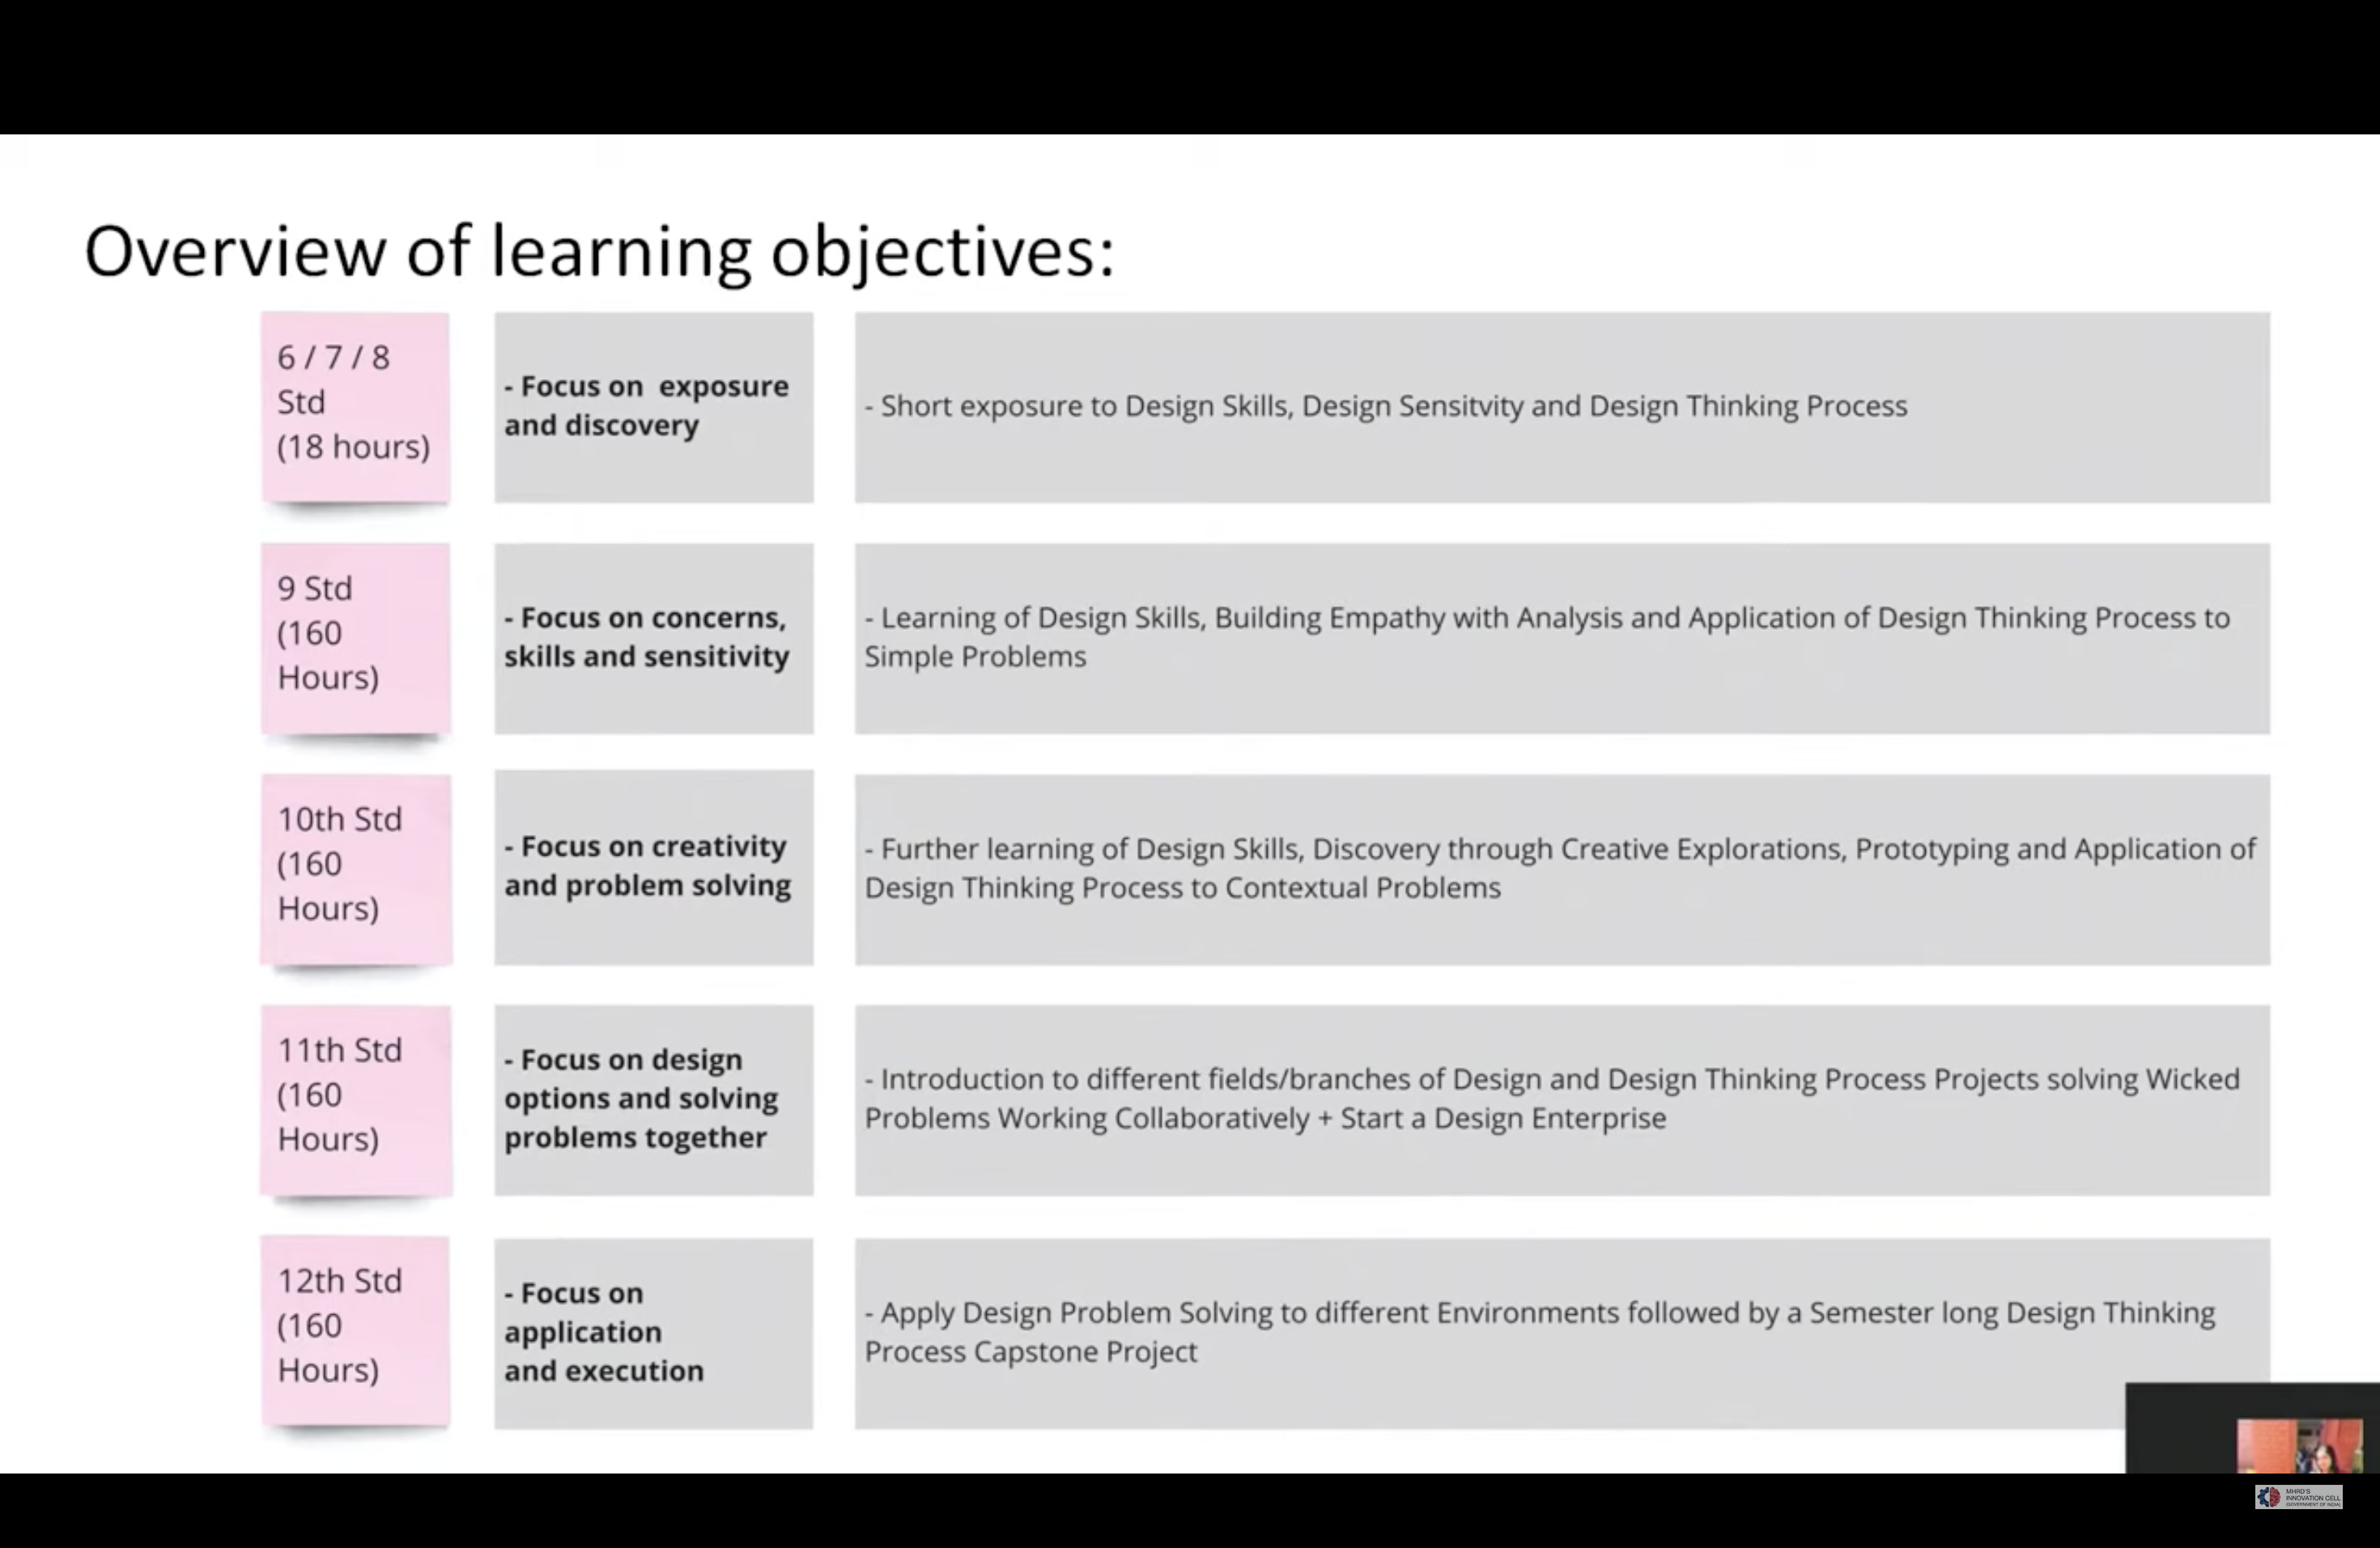 Overview of learning objectives:
6 / 7 / 8
Std
(18 hours)
- Focus on exposure
and discovery
- Short exposure to Design Skills, Design Sensitvity and Design Thinking Process
9 Std
(160
Hours)
- Focus on concerns,
skills and sensitivity
- Learning of Design Skills, Building Empathy with Analysis and Application of Design Thinking Process to
Simple Problems
10th Std
(160
Hours)
- Focus on creativity
and problem solving
- Further learning of Design Skills, Discovery through Creative Explorations, Prototyping and Application of
Design Thinking Process to Contextual Problems
11th Std
(160
Hours)
- Focus on design
options and solving
problems together
- Introduction to different fields/branches of Design and Design Thinking Process Projects solving Wicked
Problems Working Collaboratively + Start a Design Enterprise
12th Std
(160
Hours)
- Focus on
application
and execution
- Apply Design Problem Solving to different Environments followed by a Semester long Design Thinking
Process Capstone Project
MHRD'S
INNOVATION CELL
(GOVERNMENT OF INDIA)